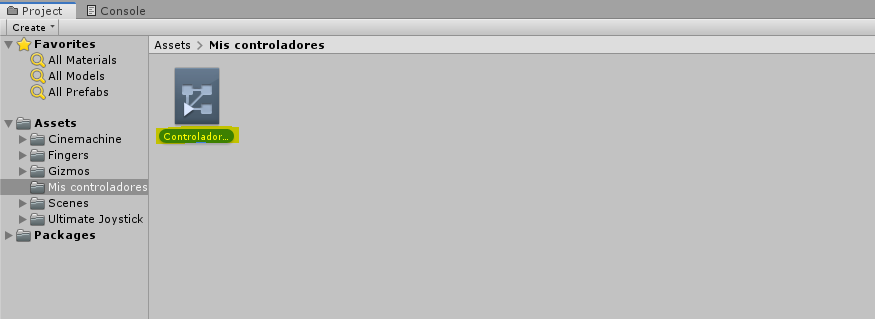 Project Console
Create
Favorites
All Materials
All Models
All Prefabs
Assets
Cinemachine
Fingers
Gizmos
Mis controladores
Scenes
Ultimate Joystick
Packages
Assets > Mis controladores
Controlador...